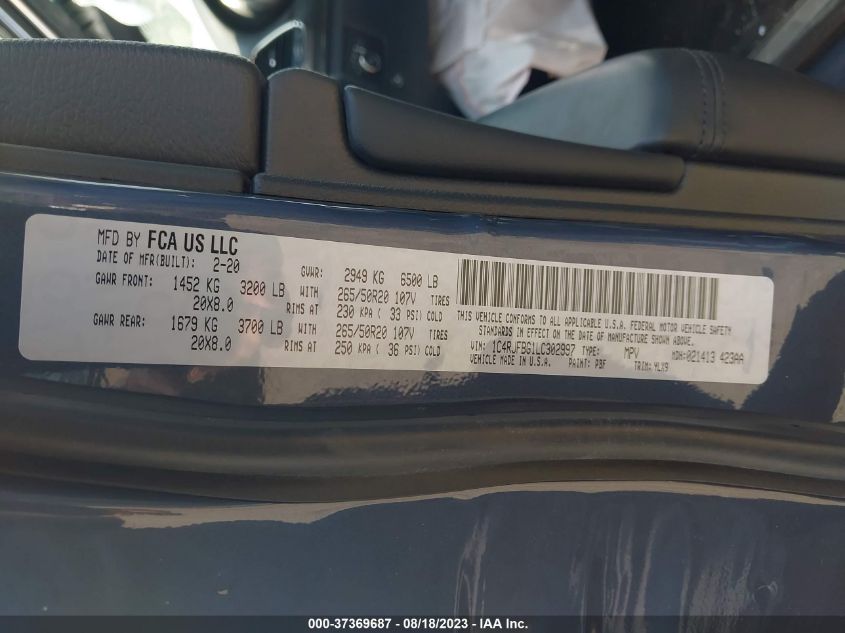 MFD BY FCA US LLC
DATE OF MFR(BUILT): 2-20
GVWR: 2949 KG 6500 LB
GAWR FRONT: 1452 KG 3200 LB WITH 265/50R20 107V TIRES
20X8.0 RIMS AT 230 KPA ( 33 PSI) COLD
GAWR REAR: 1679 KG 3700 LB WITH 265/50R20 107V TIRES
20X8.0 RIMS AT 250 KPA ( 36 PSI) COLD
THIS VEHICLE CONFORMS TO ALL APPLICABLE U.S.A. FEDERAL MOTOR VEHICLE SAFETY
STANDARDS IN EFFECT ON THE DATE OF MANUFACTURE SHOWN ABOVE.
VIN: 1C4RJFBG1LC302997 TYPE: MPV MDH:021413 423AA
VEHICLE MADE IN U.S.A. PAINT: PBF TRIM:YLX9
000-37369687 - 08/18/2023 - IAA Inc.